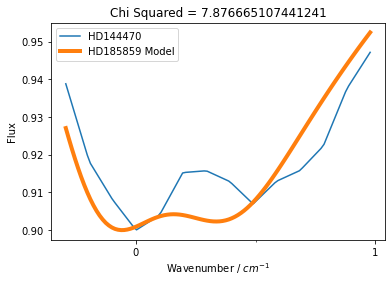 Chi Squared = 7.876665107441241
HD144470
HD185859 Model
0.95
0.94
0.93
0.92
0.91
0.90
Flux
0 1
Wavenumber / cm⁻¹